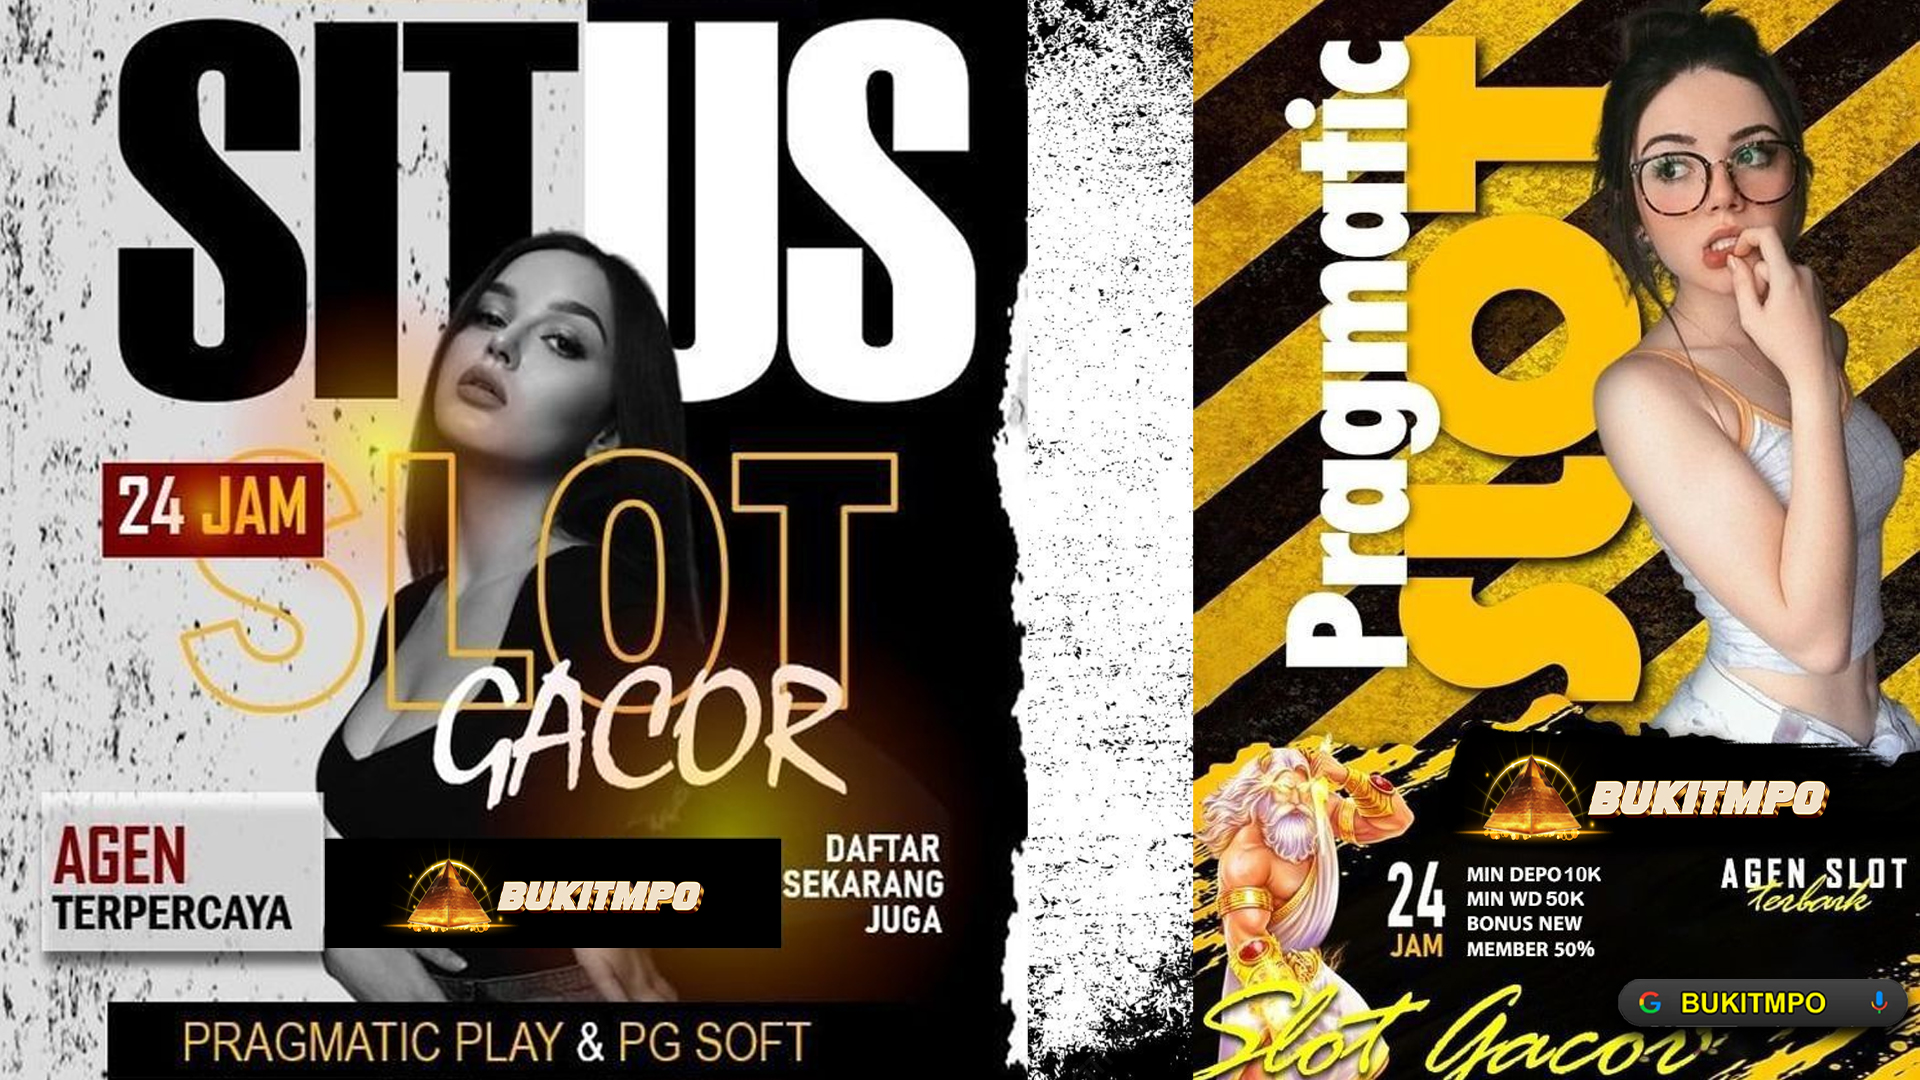 SITUS
SLOT
24 JAM
GACOR
AGEN
TERPERCAYA
BUKITMPO
DAFTAR
SEKARANG
JUGA
PRAGMATIC PLAY & PG SOFT
Pragmatic
SLOT
BUKITMPO
24
JAM
MIN DEPO 10K
MIN WD 50K
BONUS NEW
MEMBER 50%
AGEN SLOT
Terbaik
G BUKITMPO
Slot Gacor